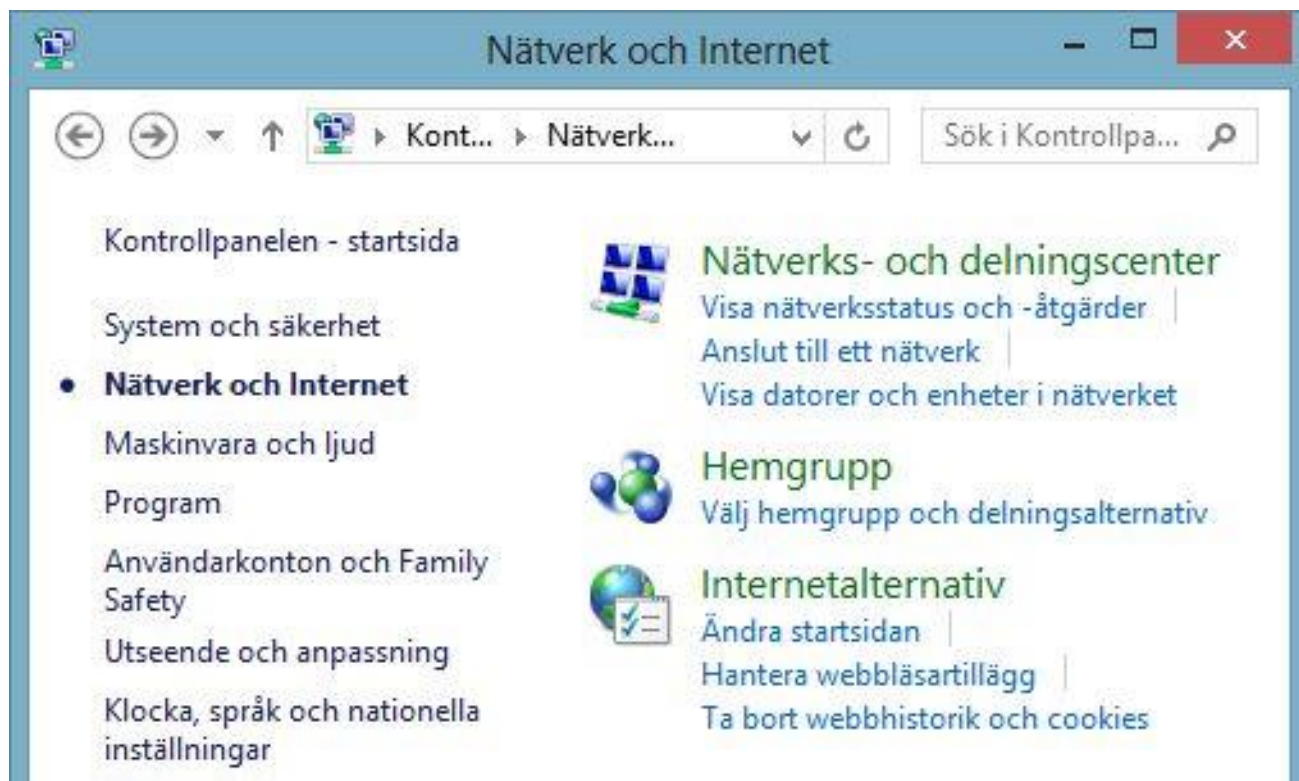 Nätverk och Internet
Kont... Nätverk...
Sök i Kontrollpa...
Kontrollpanelen - startsida
System och säkerhet
Nätverk och Internet
Maskinvara och ljud
Program
Användarkonton och Family
Safety
Utseende och anpassning
Klocka, språk och nationella
inställningar
Nätverks- och delningscenter
Visa nätverksstatus och -åtgärder
Anslut till ett nätverk
Visa datorer och enheter i nätverket
Hemgrupp
Välj hemgrupp och delningsalternativ
Internetalternativ
Ändra startsidan
Hantera webbläsartillägg
Ta bort webbhistorik och cookies